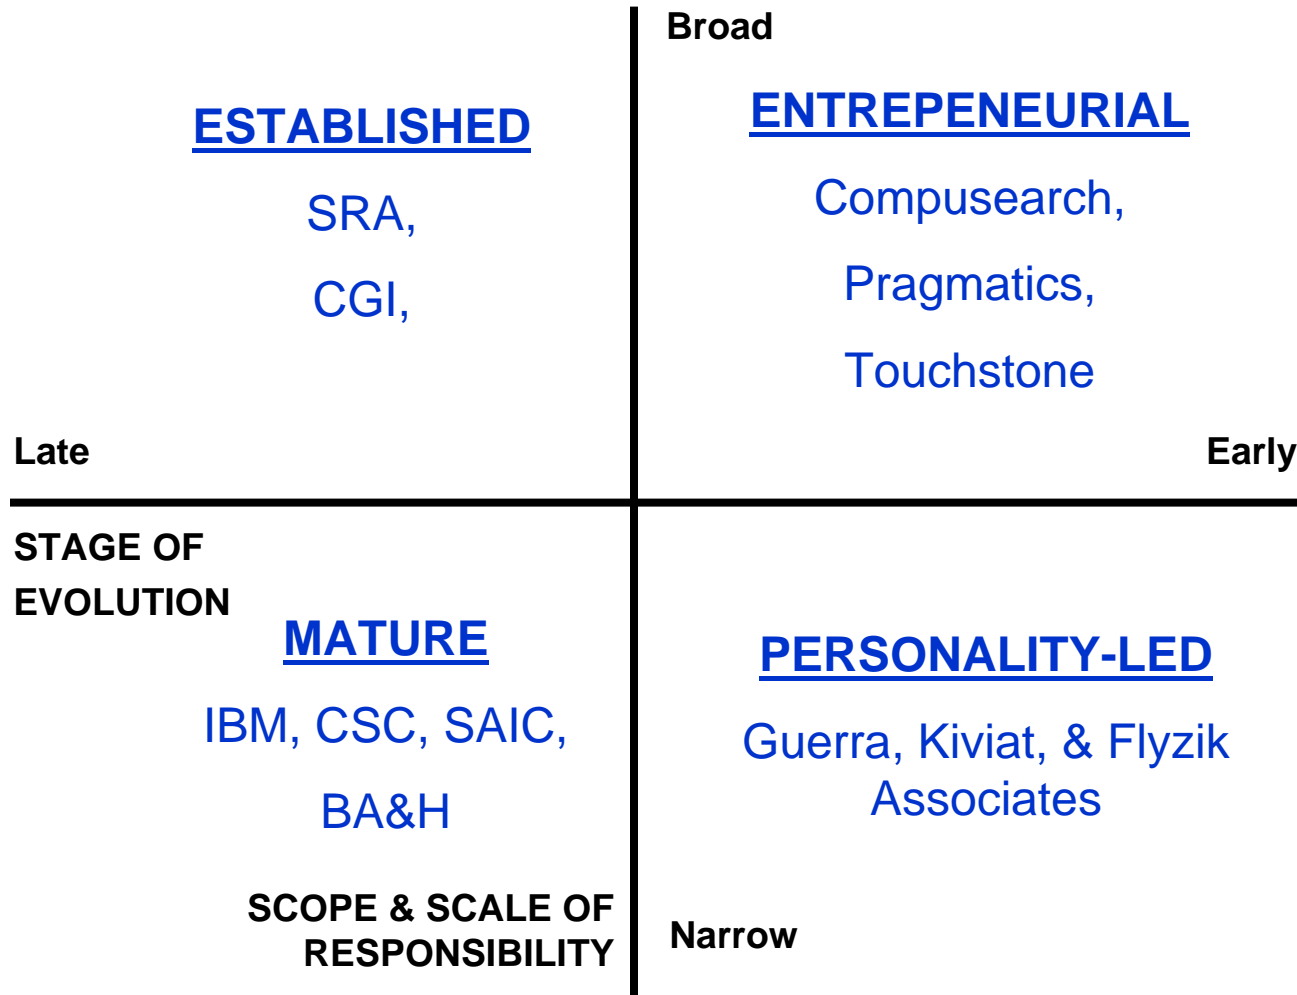 Broad
ESTABLISHED
SRA,
CGI,
ENTREPENEURIAL
Compusearch,
Pragmatics,
Touchstone
Late
Early
STAGE OF
EVOLUTION
MATURE
IBM, CSC, SAIC,
BA&H
SCOPE & SCALE OF
RESPONSIBILITY
PERSONALITY-LED
Guerra, Kiviat, & Flyzik
Associates
Narrow